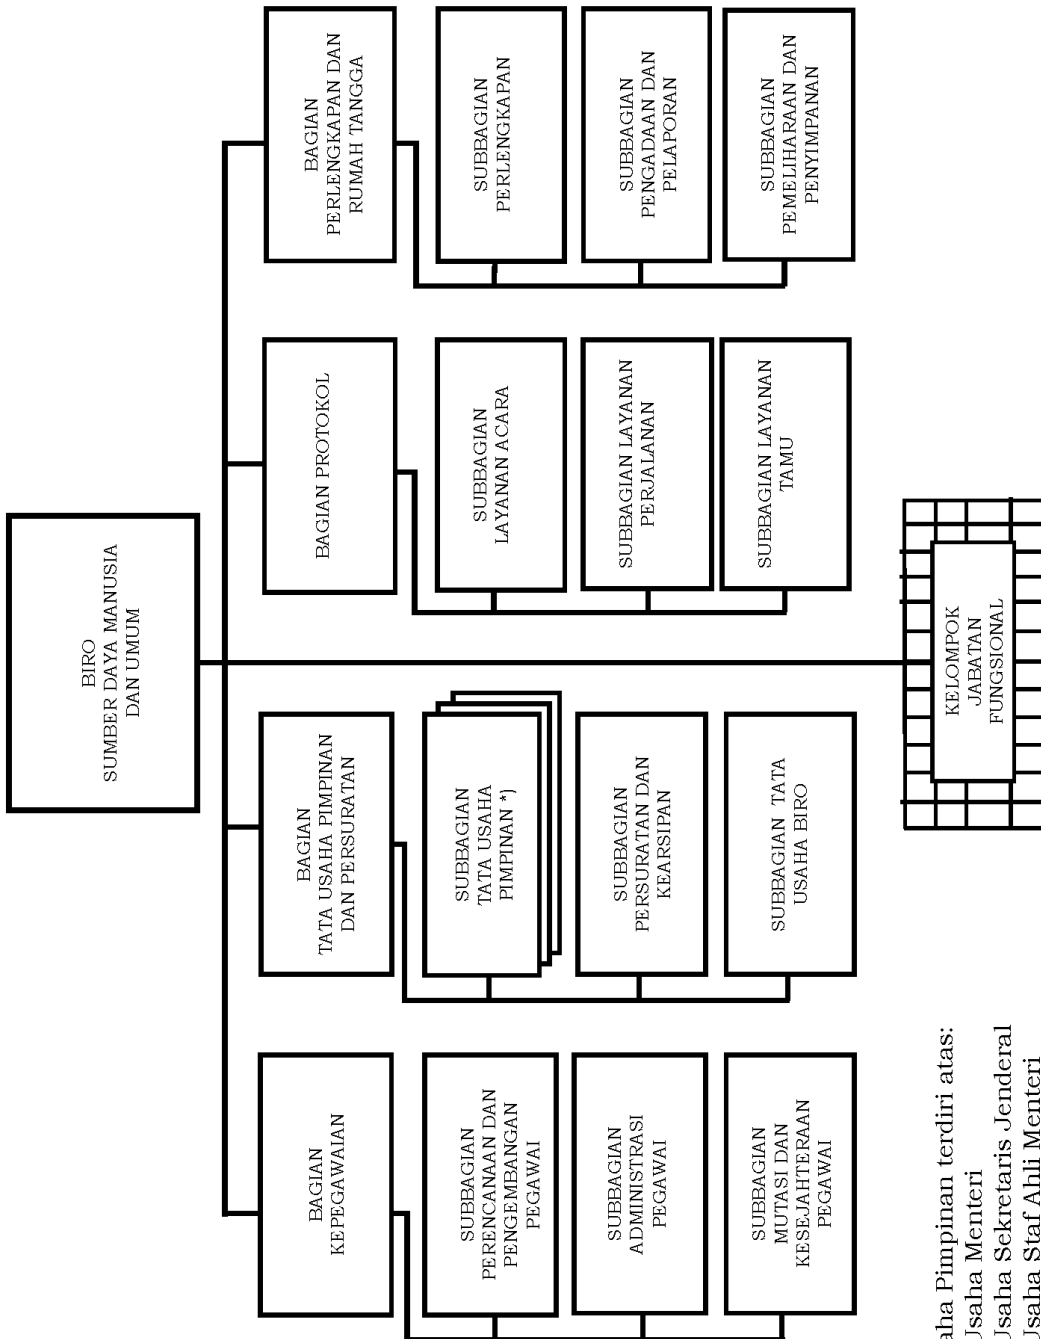 BIRO
SUMBER DAYA MANUSIA
DAN UMUM
BAGIAN
KEPEGAWAIAN
BAGIAN
TATA USAHA PIMPINAN
DAN PERSURATAN
BAGIAN PROTOKOL
BAGIAN
PERLENGKAPAN DAN
RUMAH TANGGA
SUBBAGIAN
PERENCANAAN DAN
PENGEMBANGAN
PEGAWAI
SUBBAGIAN
TATA USAHA
PIMPINAN *)
SUBBAGIAN
LAYANAN ACARA
SUBBAGIAN
PERLENGKAPAN
SUBBAGIAN
ADMINISTRASI
PEGAWAI
SUBBAGIAN
PERSURATAN DAN
KEARSIPAN
SUBBAGIAN LAYANAN
PERJALANAN
SUBBAGIAN
PENGADAAN DAN
PELAPORAN
SUBBAGIAN
MUTASI DAN
KESEJAHTERAAN
PEGAWAI
SUBBAGIAN TATA
USAHA BIRO
SUBBAGIAN LAYANAN
TAMU
SUBBAGIAN
PEMELIHARAAN DAN
PENYIMPANAN
KELOMPOK
JABATAN
FUNGSIONAL
Pimpinan terdiri atas:
Menteri
Sekretaris Jenderal
Staf Ahli Menteri